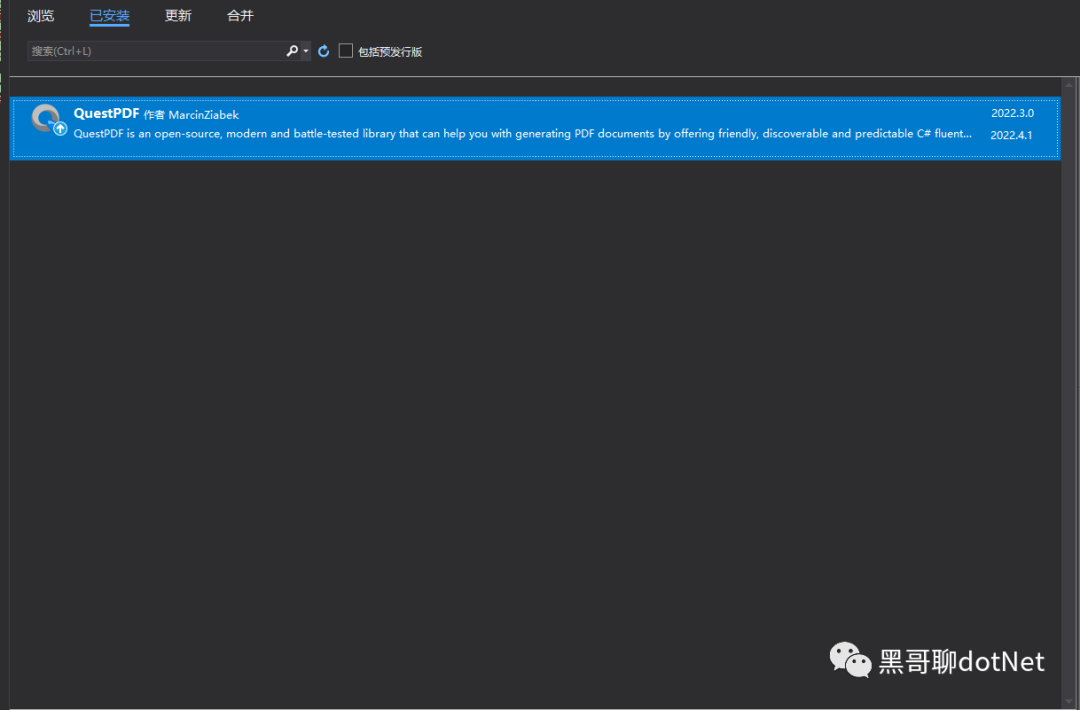 浏览 已安装 更新 合并
搜索(Ctrl+L) 包括预发行版
QuestPDF 作者 MarcinZiabek 2022.3.0
QuestPDF is an open-source, modern and battle-tested library that can help you with generating PDF documents by offering friendly, discoverable and predictable C# fluent... 2022.4.1
黑哥聊dotNet